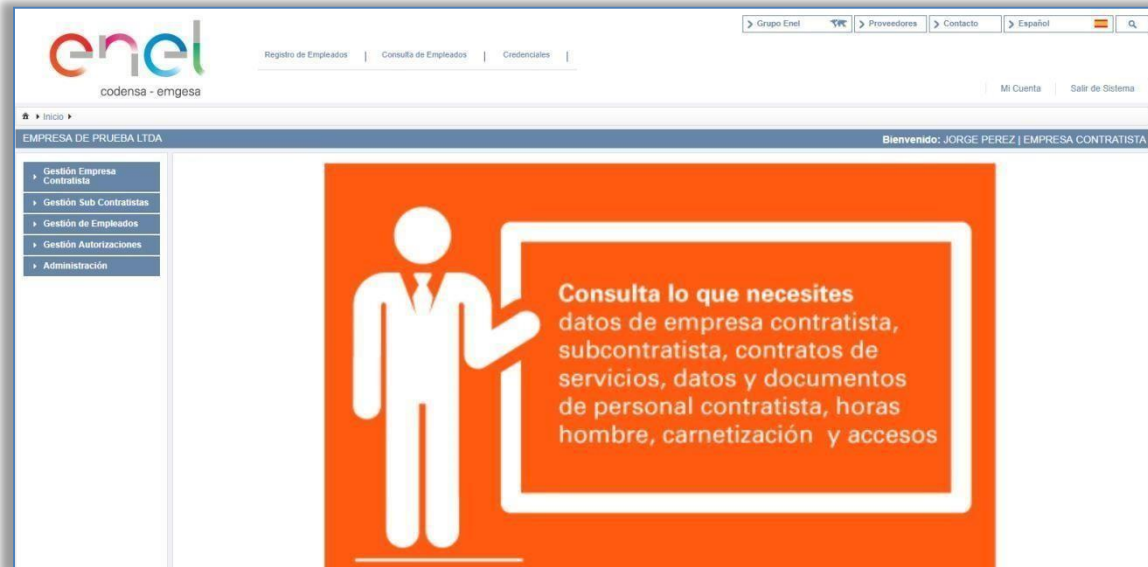 Grupo Enel
Proveedores
Contacto
Español
enel
codensa - emgesa
Registro de Empleados | Consulta de Empleados | Credenciales |
Mi Cuenta
Salir de Sistema
Inicio
EMPRESA DE PRUEBA LTDA
Bienvenido: JORGE PEREZ | EMPRESA CONTRATISTA
Gestión Empresa
Contratista
Gestión Sub Contratistas
Gestión de Empleados
Gestión Autorizaciones
Administración
Consulta lo que necesites
datos de empresa contratista,
subcontratista, contratos de
servicios, datos y documentos
de personal contratista, horas
hombre, carnetización y accesos